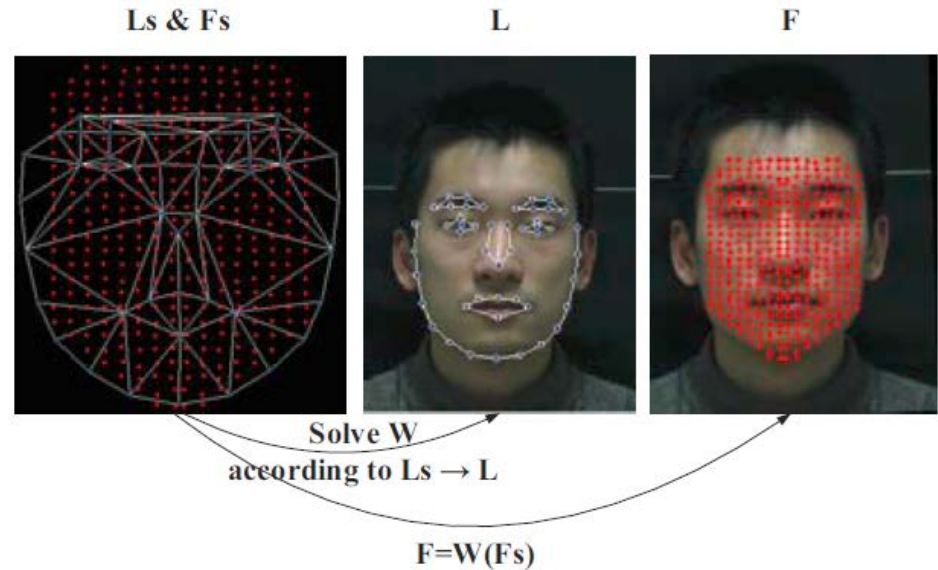 Ls & Fs
L
F
Solve W
according to Ls → L
F=W(Fs)